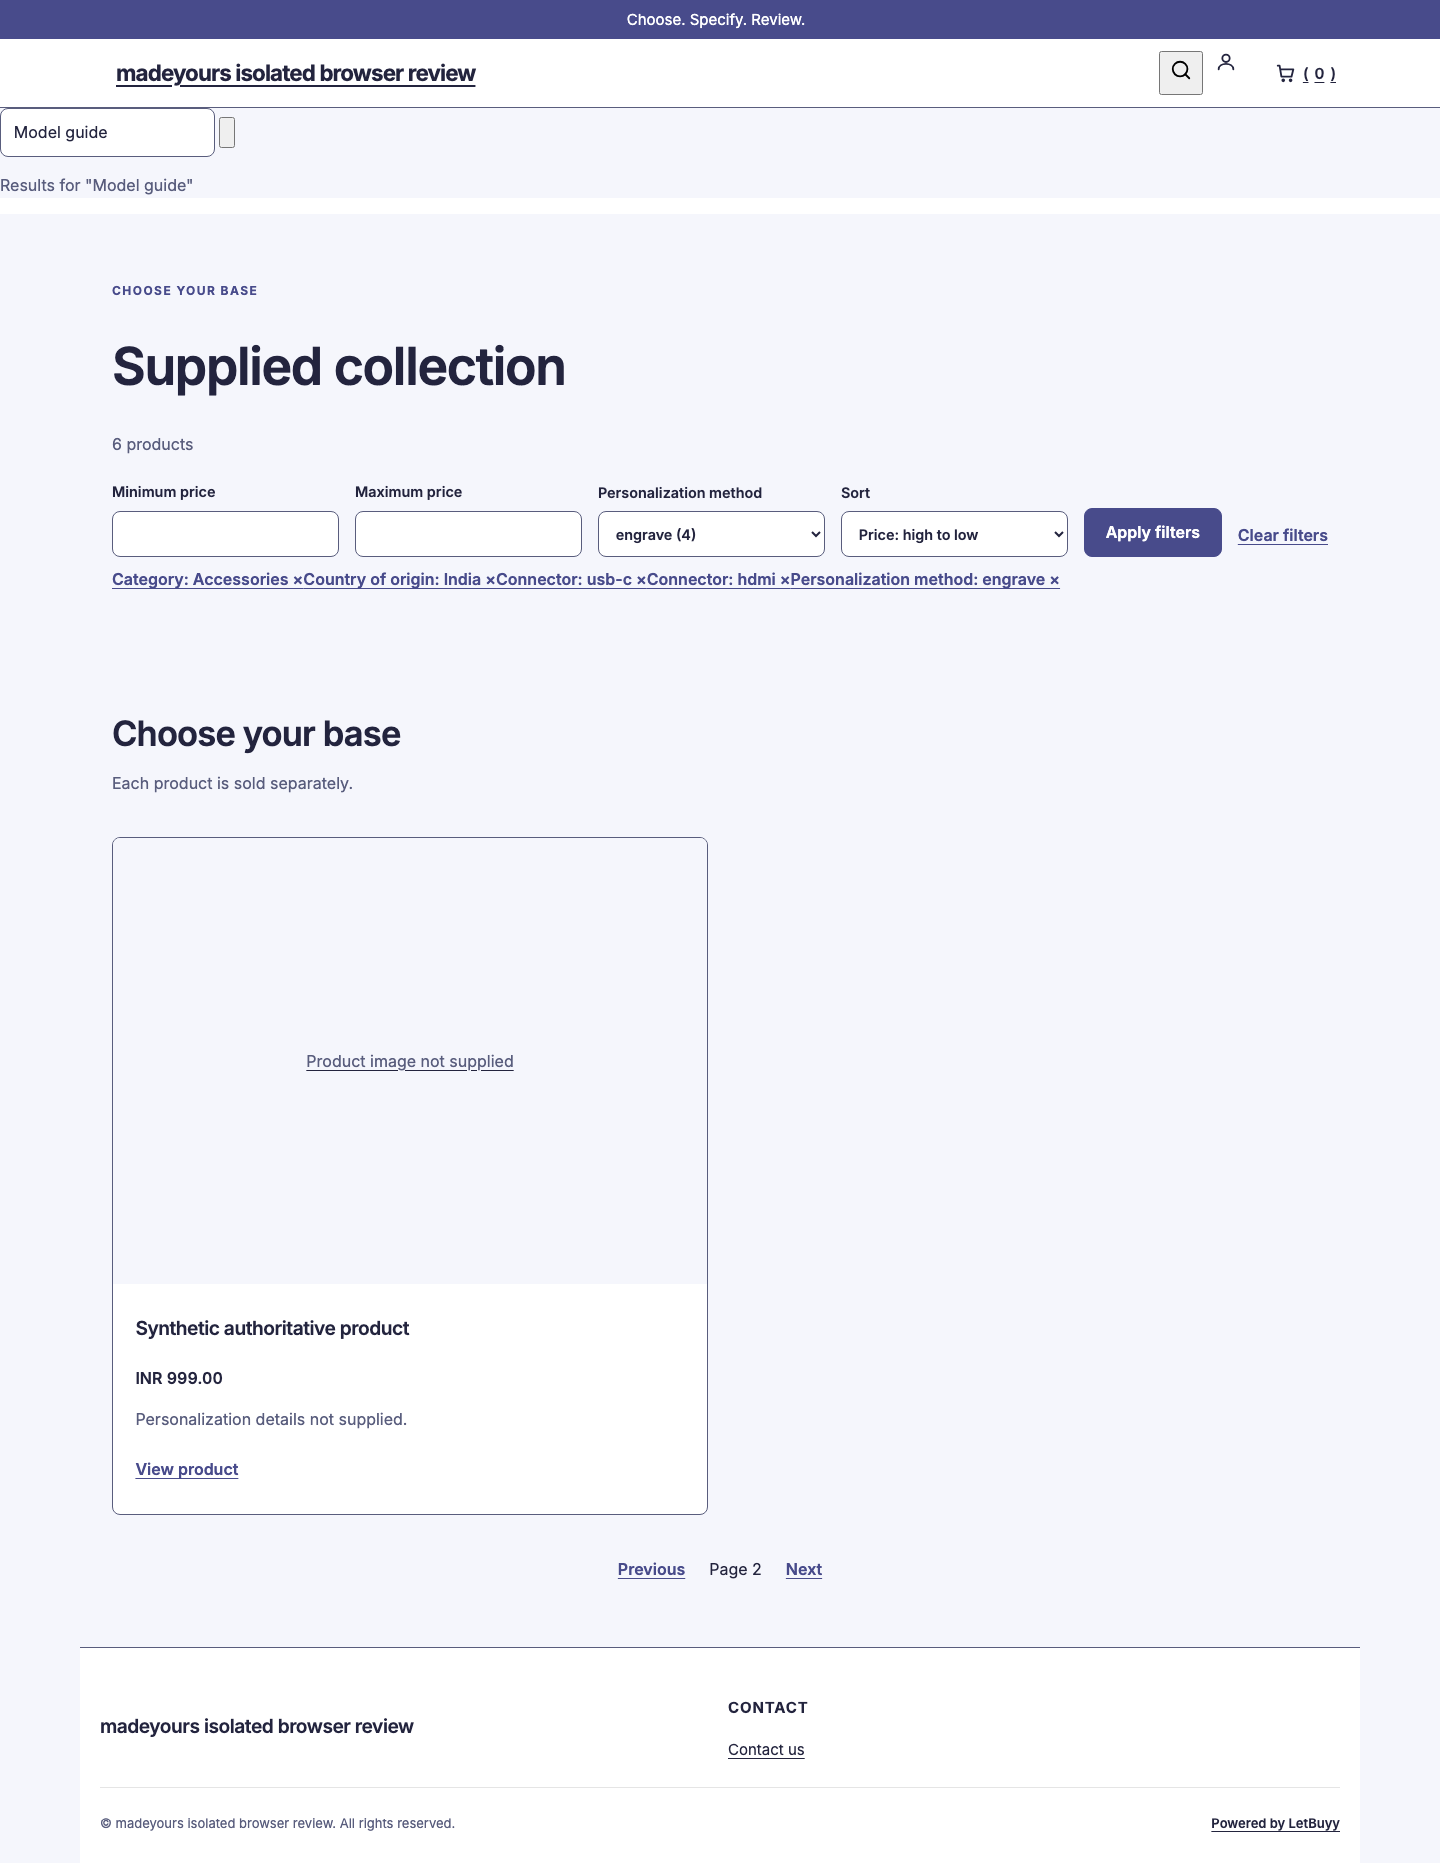 Choose. Specify. Review.
madeyours isolated browser review
( 0 )
Model guide
Results for "Model guide"
CHOOSE YOUR BASE
Supplied collection
6 products
Minimum price
Maximum price
Personalization method
engrave (4)
Sort
Price: high to low
Apply filters
Clear filters
Category: Accessories ×Country of origin: India ×Connector: usb-c ×Connector: hdmi ×Personalization method: engrave ×
Choose your base
Each product is sold separately.
Product image not supplied
Synthetic authoritative product
INR 999.00
Personalization details not supplied.
View product
Previous Page 2 Next
madeyours isolated browser review
CONTACT
Contact us
© madeyours isolated browser review. All rights reserved.
Powered by LetBuyy